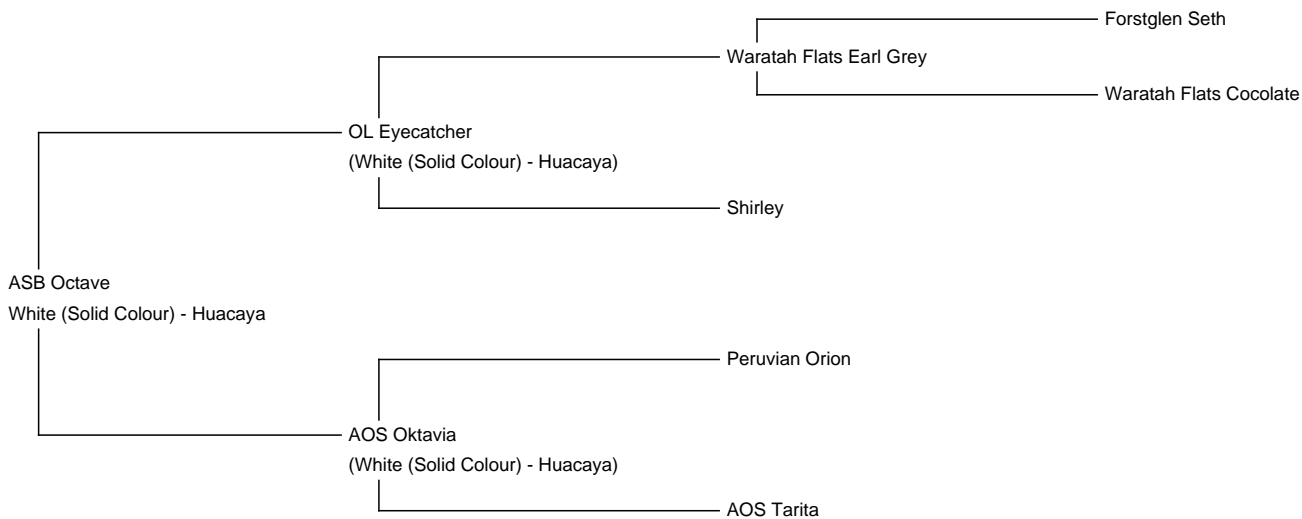 Forstglen Seth
Waratah Flats Earl Grey
Waratah Flats Cocolate
OL Eyecatcher
(White (Solid Colour) - Huacaya)
Shirley
ASB Octave
White (Solid Colour) - Huacaya
Peruvian Orion
AOS Oktavia
(White (Solid Colour) - Huacaya)
AOS Tarita